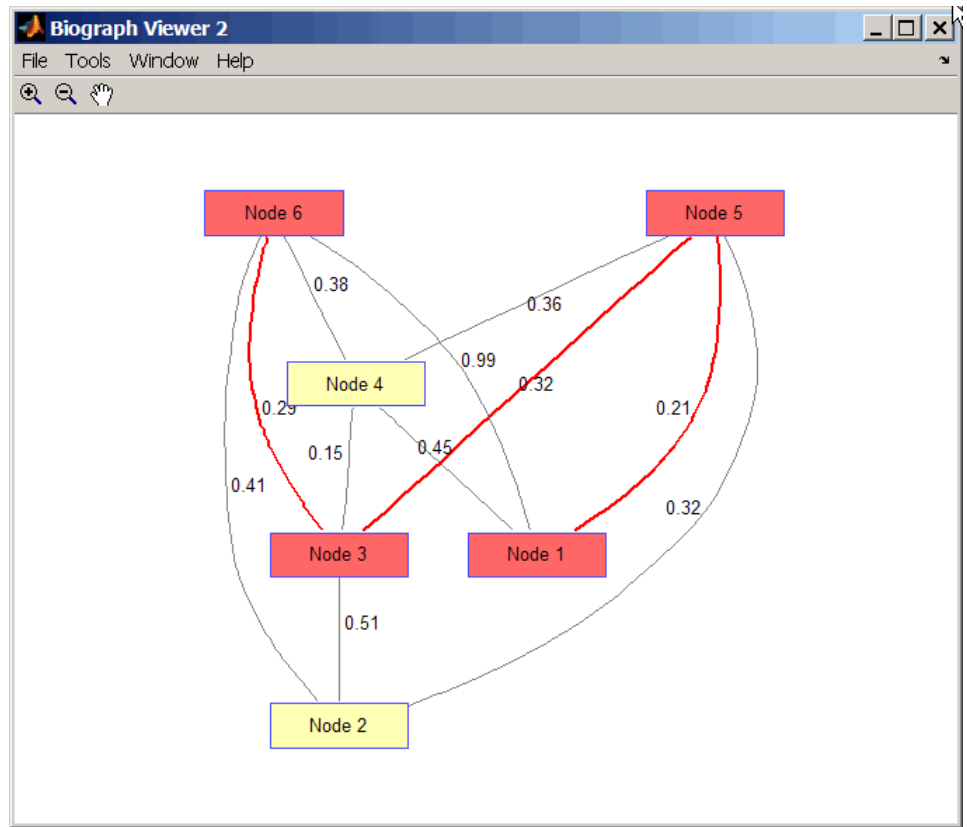 Biograph Viewer 2
File Tools Window Help
Node 6
Node 5
0.38
0.36
0.99
Node 4
0.32
0.29
0.21
0.15
0.45
0.41
0.32
Node 3
Node 1
0.51
Node 2